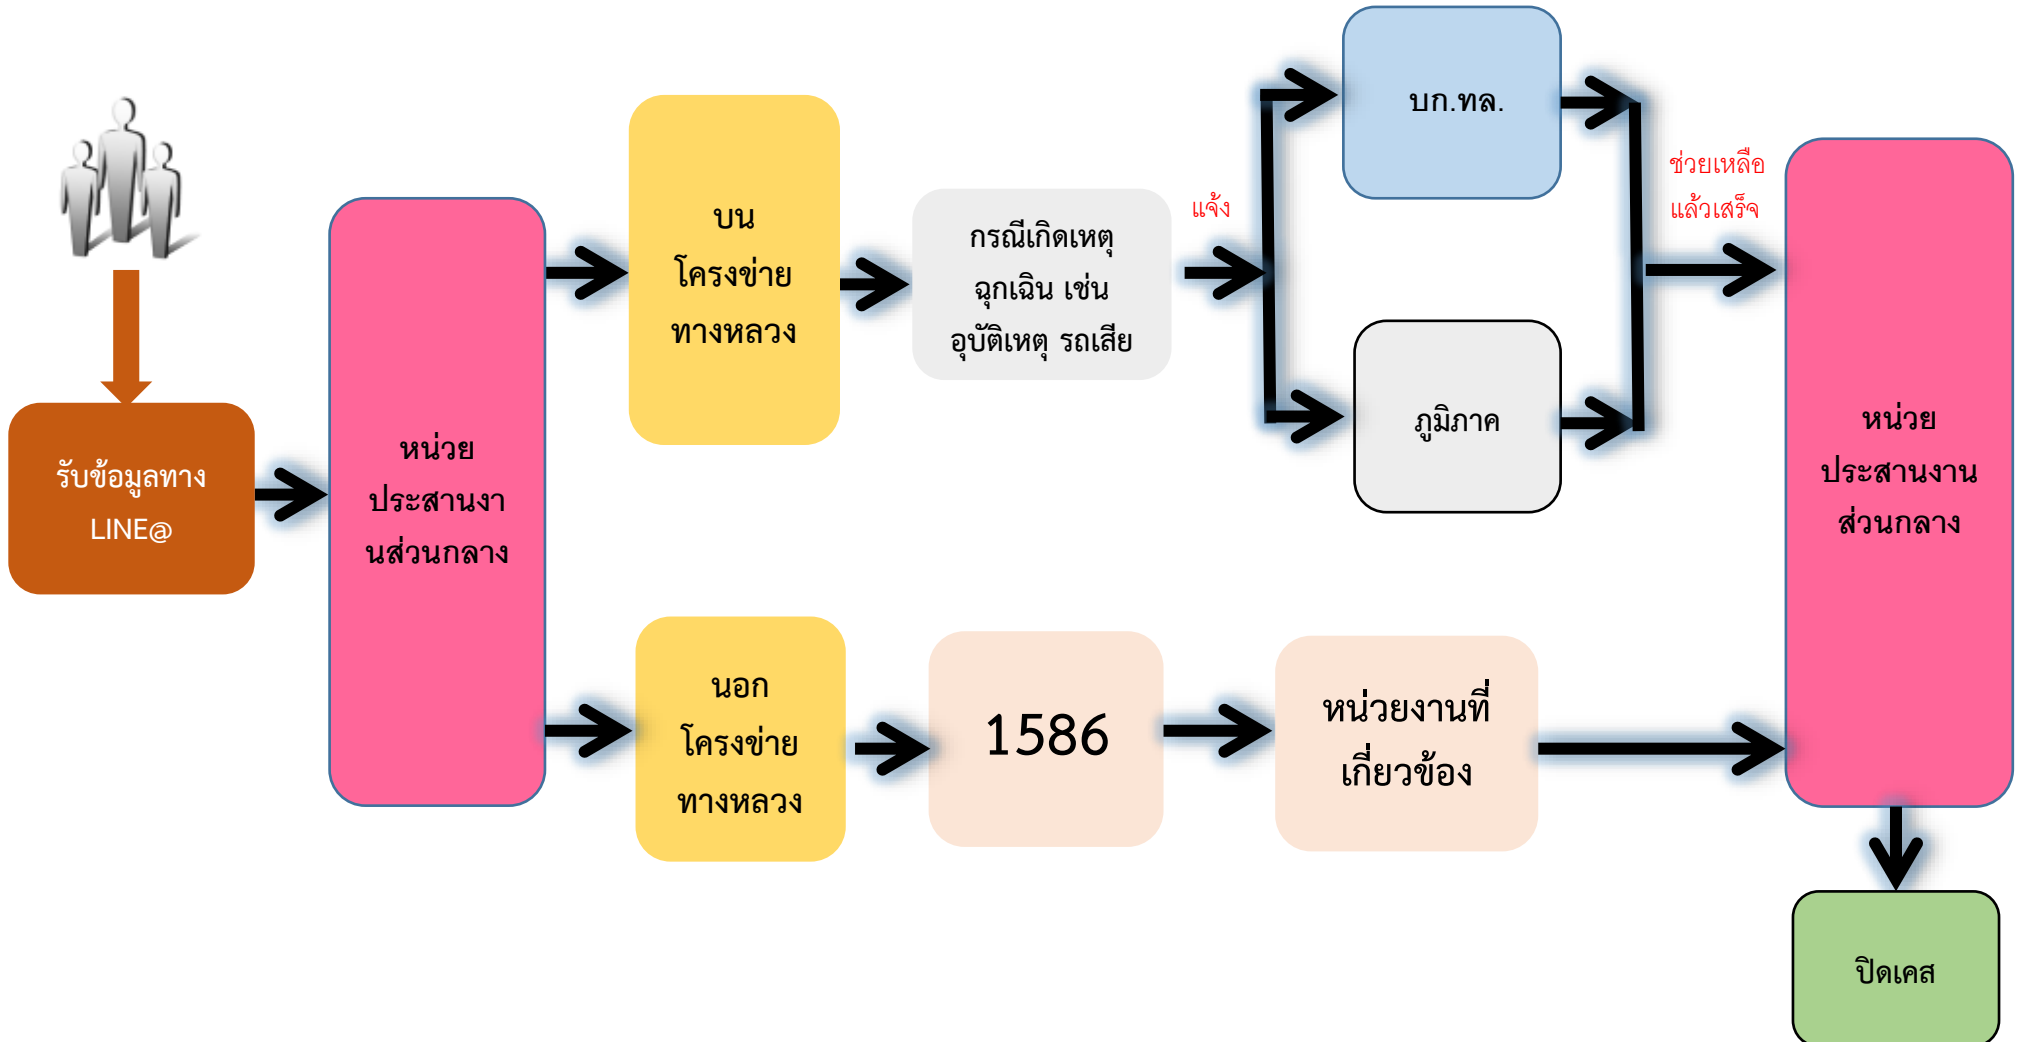 รับข้อมูลทาง
LINE@
หน่วย
ประสานงา
นส่วนกลาง
บน
โครงข่าย
ทางหลวง
กรณีเกิดเหตุ
ฉุกเฉิน เช่น
อุบัติเหตุ รถเสีย
แจ้ง
บก.ทล.
ภูมิภาค
ช่วยเหลือ
แล้วเสร็จ
นอก
โครงข่าย
ทางหลวง
1586
หน่วยงานที่
เกี่ยวข้อง
หน่วย
ประสานงาน
ส่วนกลาง
ปิดเคส